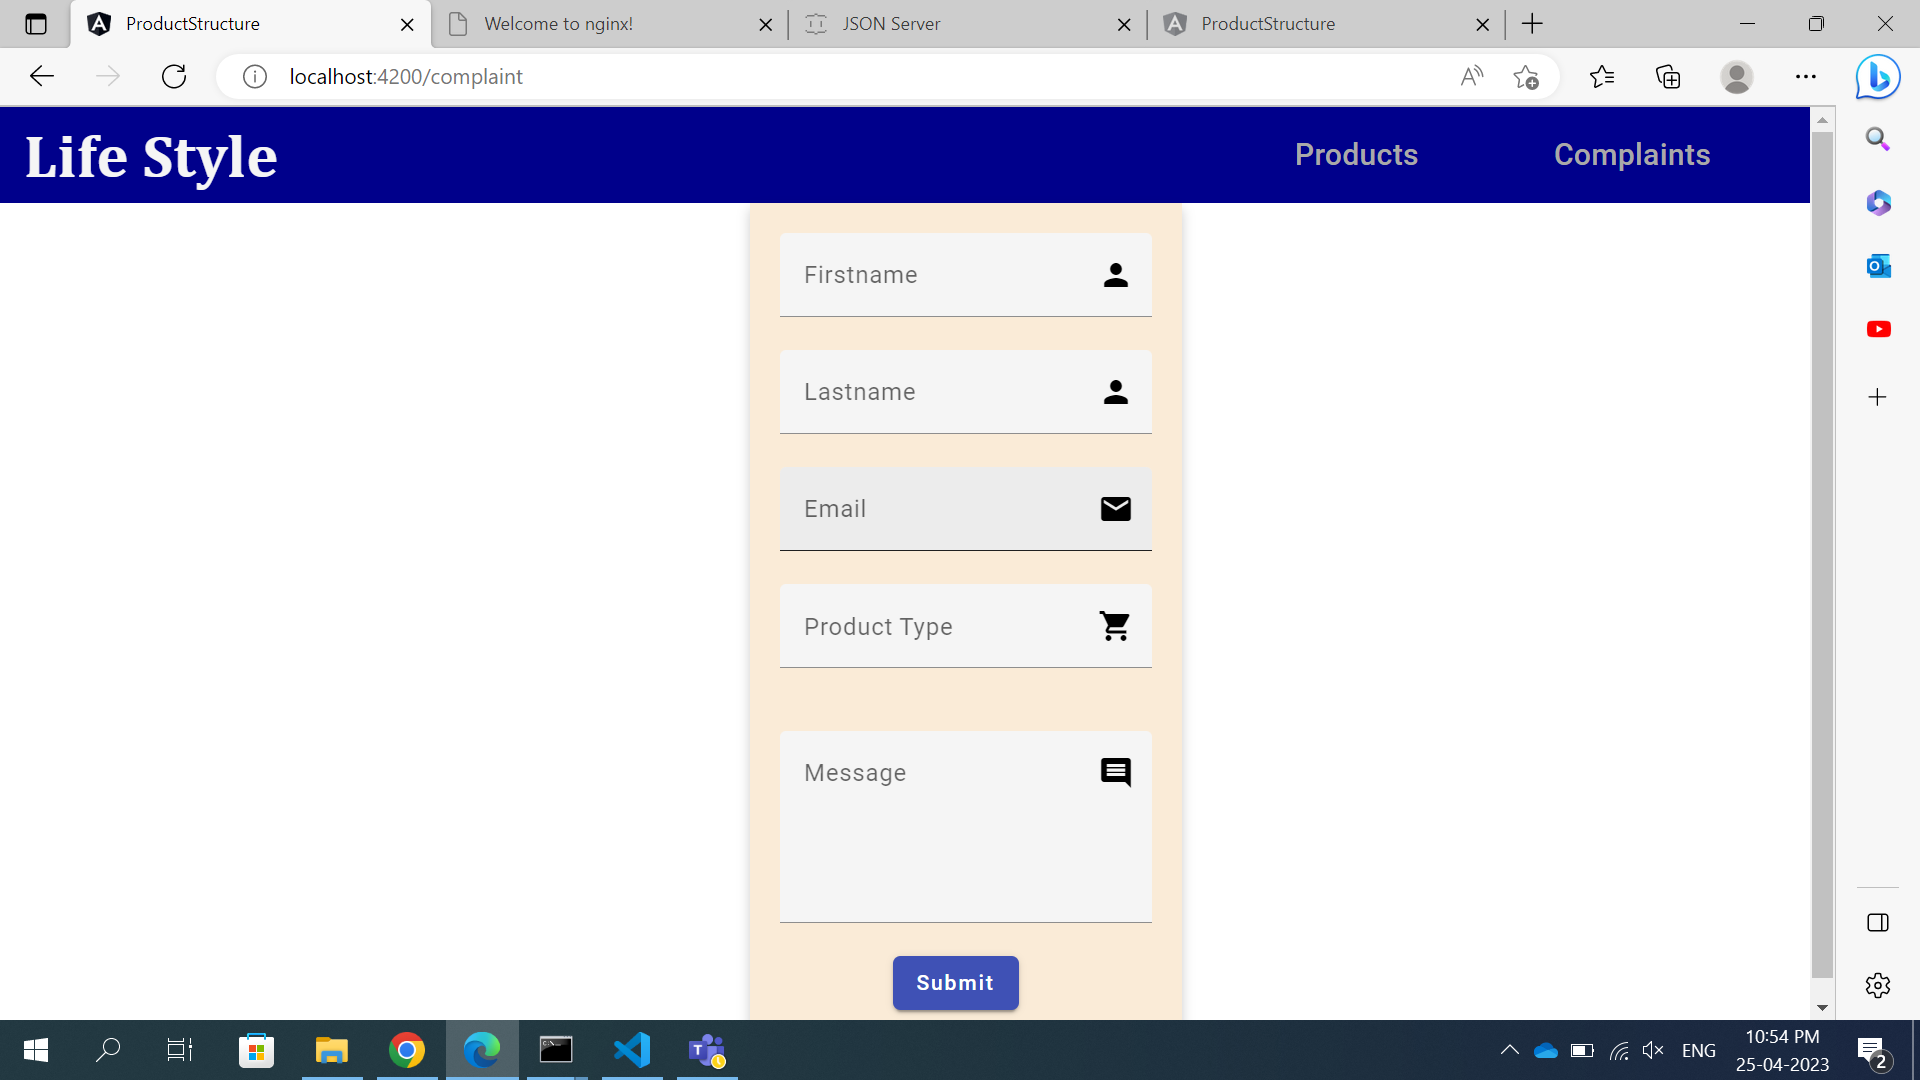 ProductStructure
Welcome to nginx!
JSON Server
ProductStructure
localhost:4200/complaint
Life Style
Products
Complaints
Firstname
Lastname
Email
Product Type
Message
Submit
ENG
10:54 PM
25-04-2023
2